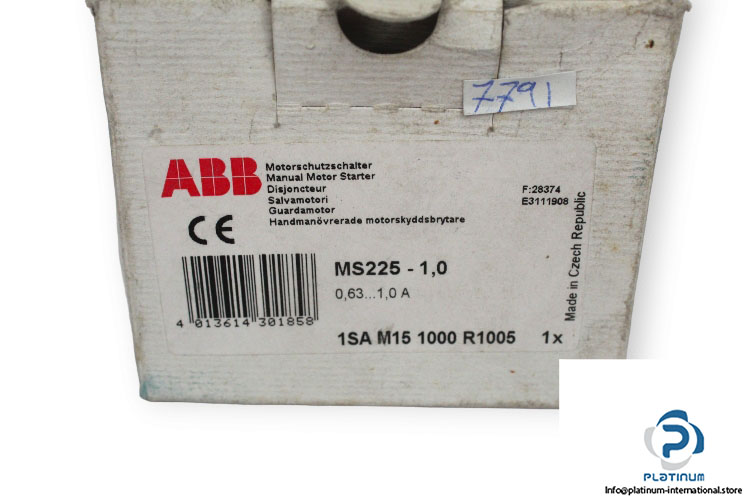 7791
ABB
Motorschutzschalter
Manual Motor Starter
Disjoncteur
Salvamotori
Guardamotor
Handmanövrerade motorskyddsbrytare
F:28374
E3111908
CE
MS225 - 1,0
0,63...1,0 A
4 013614 301858
1SA M15 1000 R1005 1x
Made in Czech Republic
PLATINUM
Info@platinum-international.store